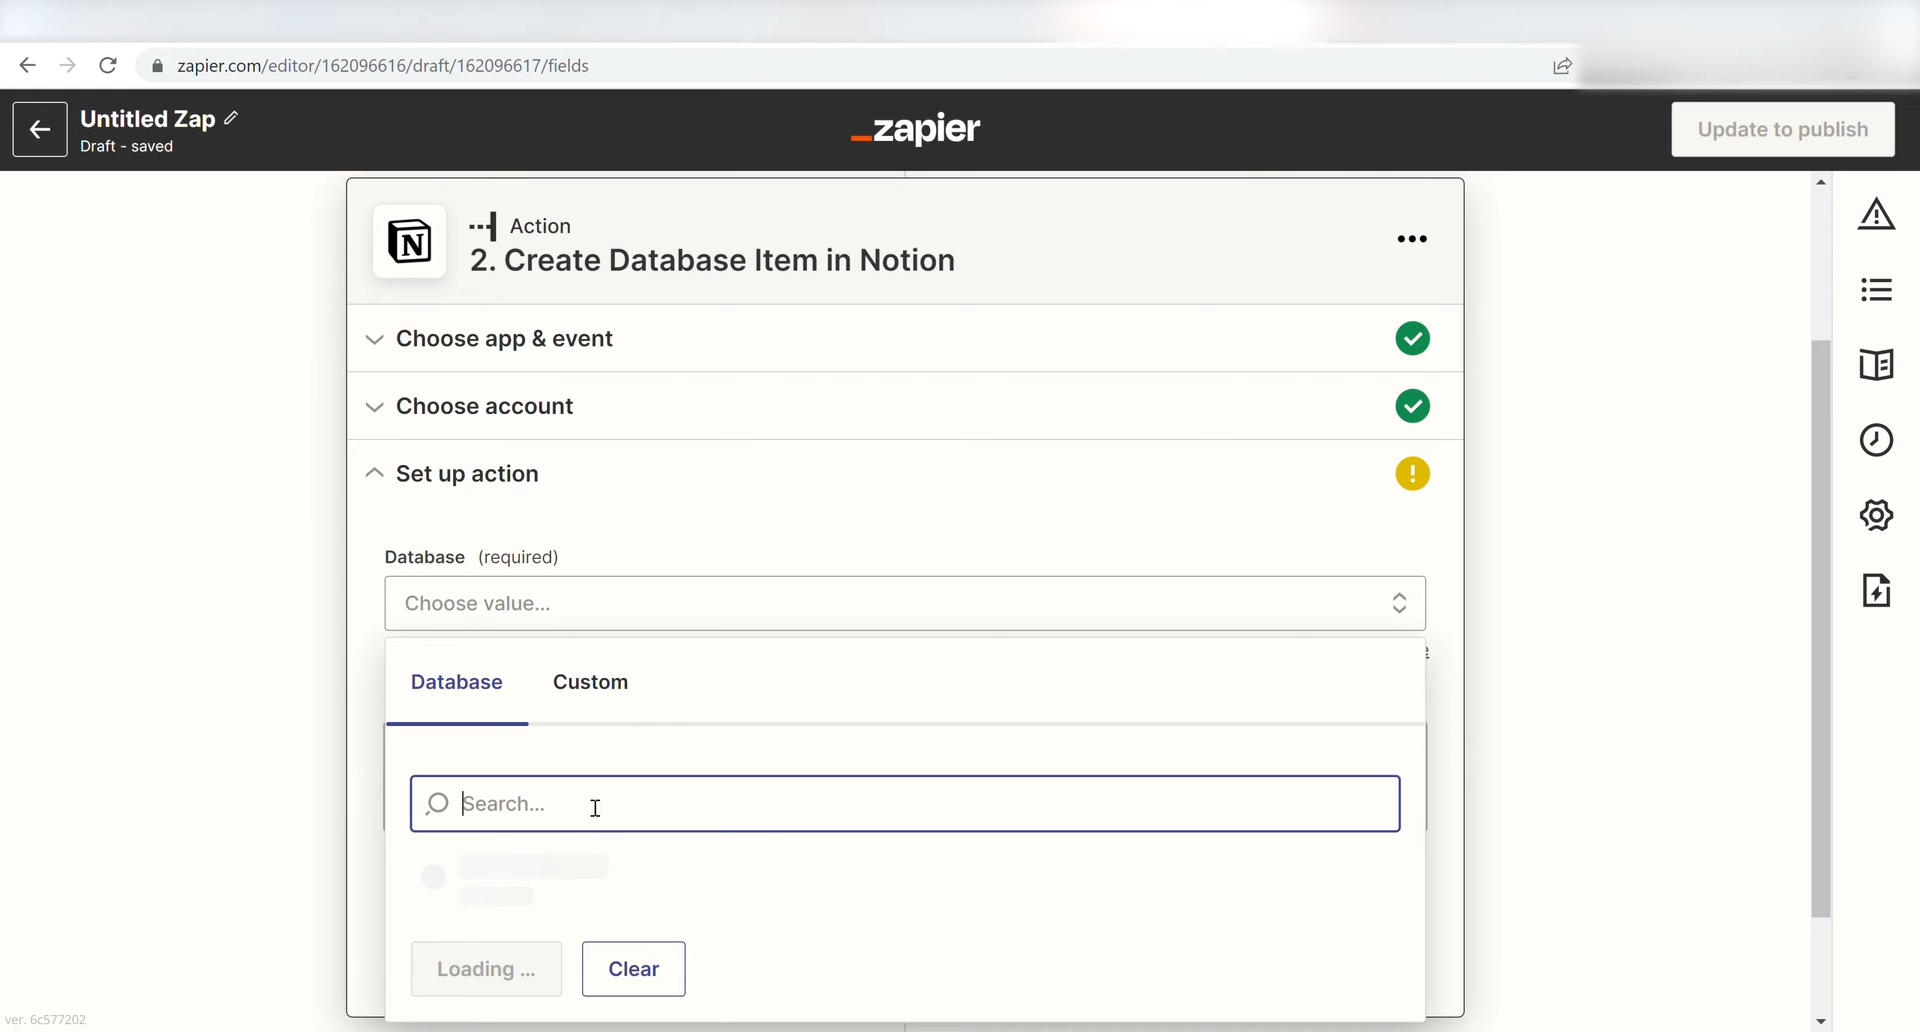 zapier.com/editor/162096616/draft/162096617/fields
Untitled Zap
Draft - saved
_zapier
Update to publish
N
Action
2. Create Database Item in Notion
Choose app & event
Choose account
Set up action
!
Database (required)
Choose value...
Database Custom
Search...
Loading ...
Clear
ver. 6c577202